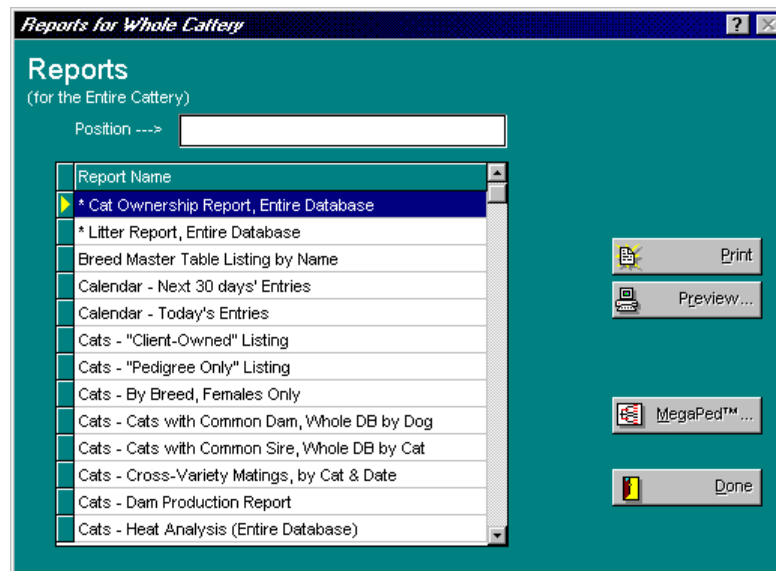 Reports for Whole Cattery
?
Reports
(for the Entire Cattery)
Position --->
Report Name
* Cat Ownership Report, Entire Database
* Litter Report, Entire Database
Breed Master Table Listing by Name
Calendar - Next 30 days' Entries
Calendar - Today's Entries
Cats - "Client-Owned" Listing
Cats - "Pedigree Only" Listing
Cats - By Breed, Females Only
Cats - Cats with Common Dam, Whole DB by Dog
Cats - Cats with Common Sire, Whole DB by Cat
Cats - Cross-Variety Matings, by Cat & Date
Cats - Dam Production Report
Cats - Heat Analysis (Entire Database)
Print
Preview...
MegaPed™...
Done